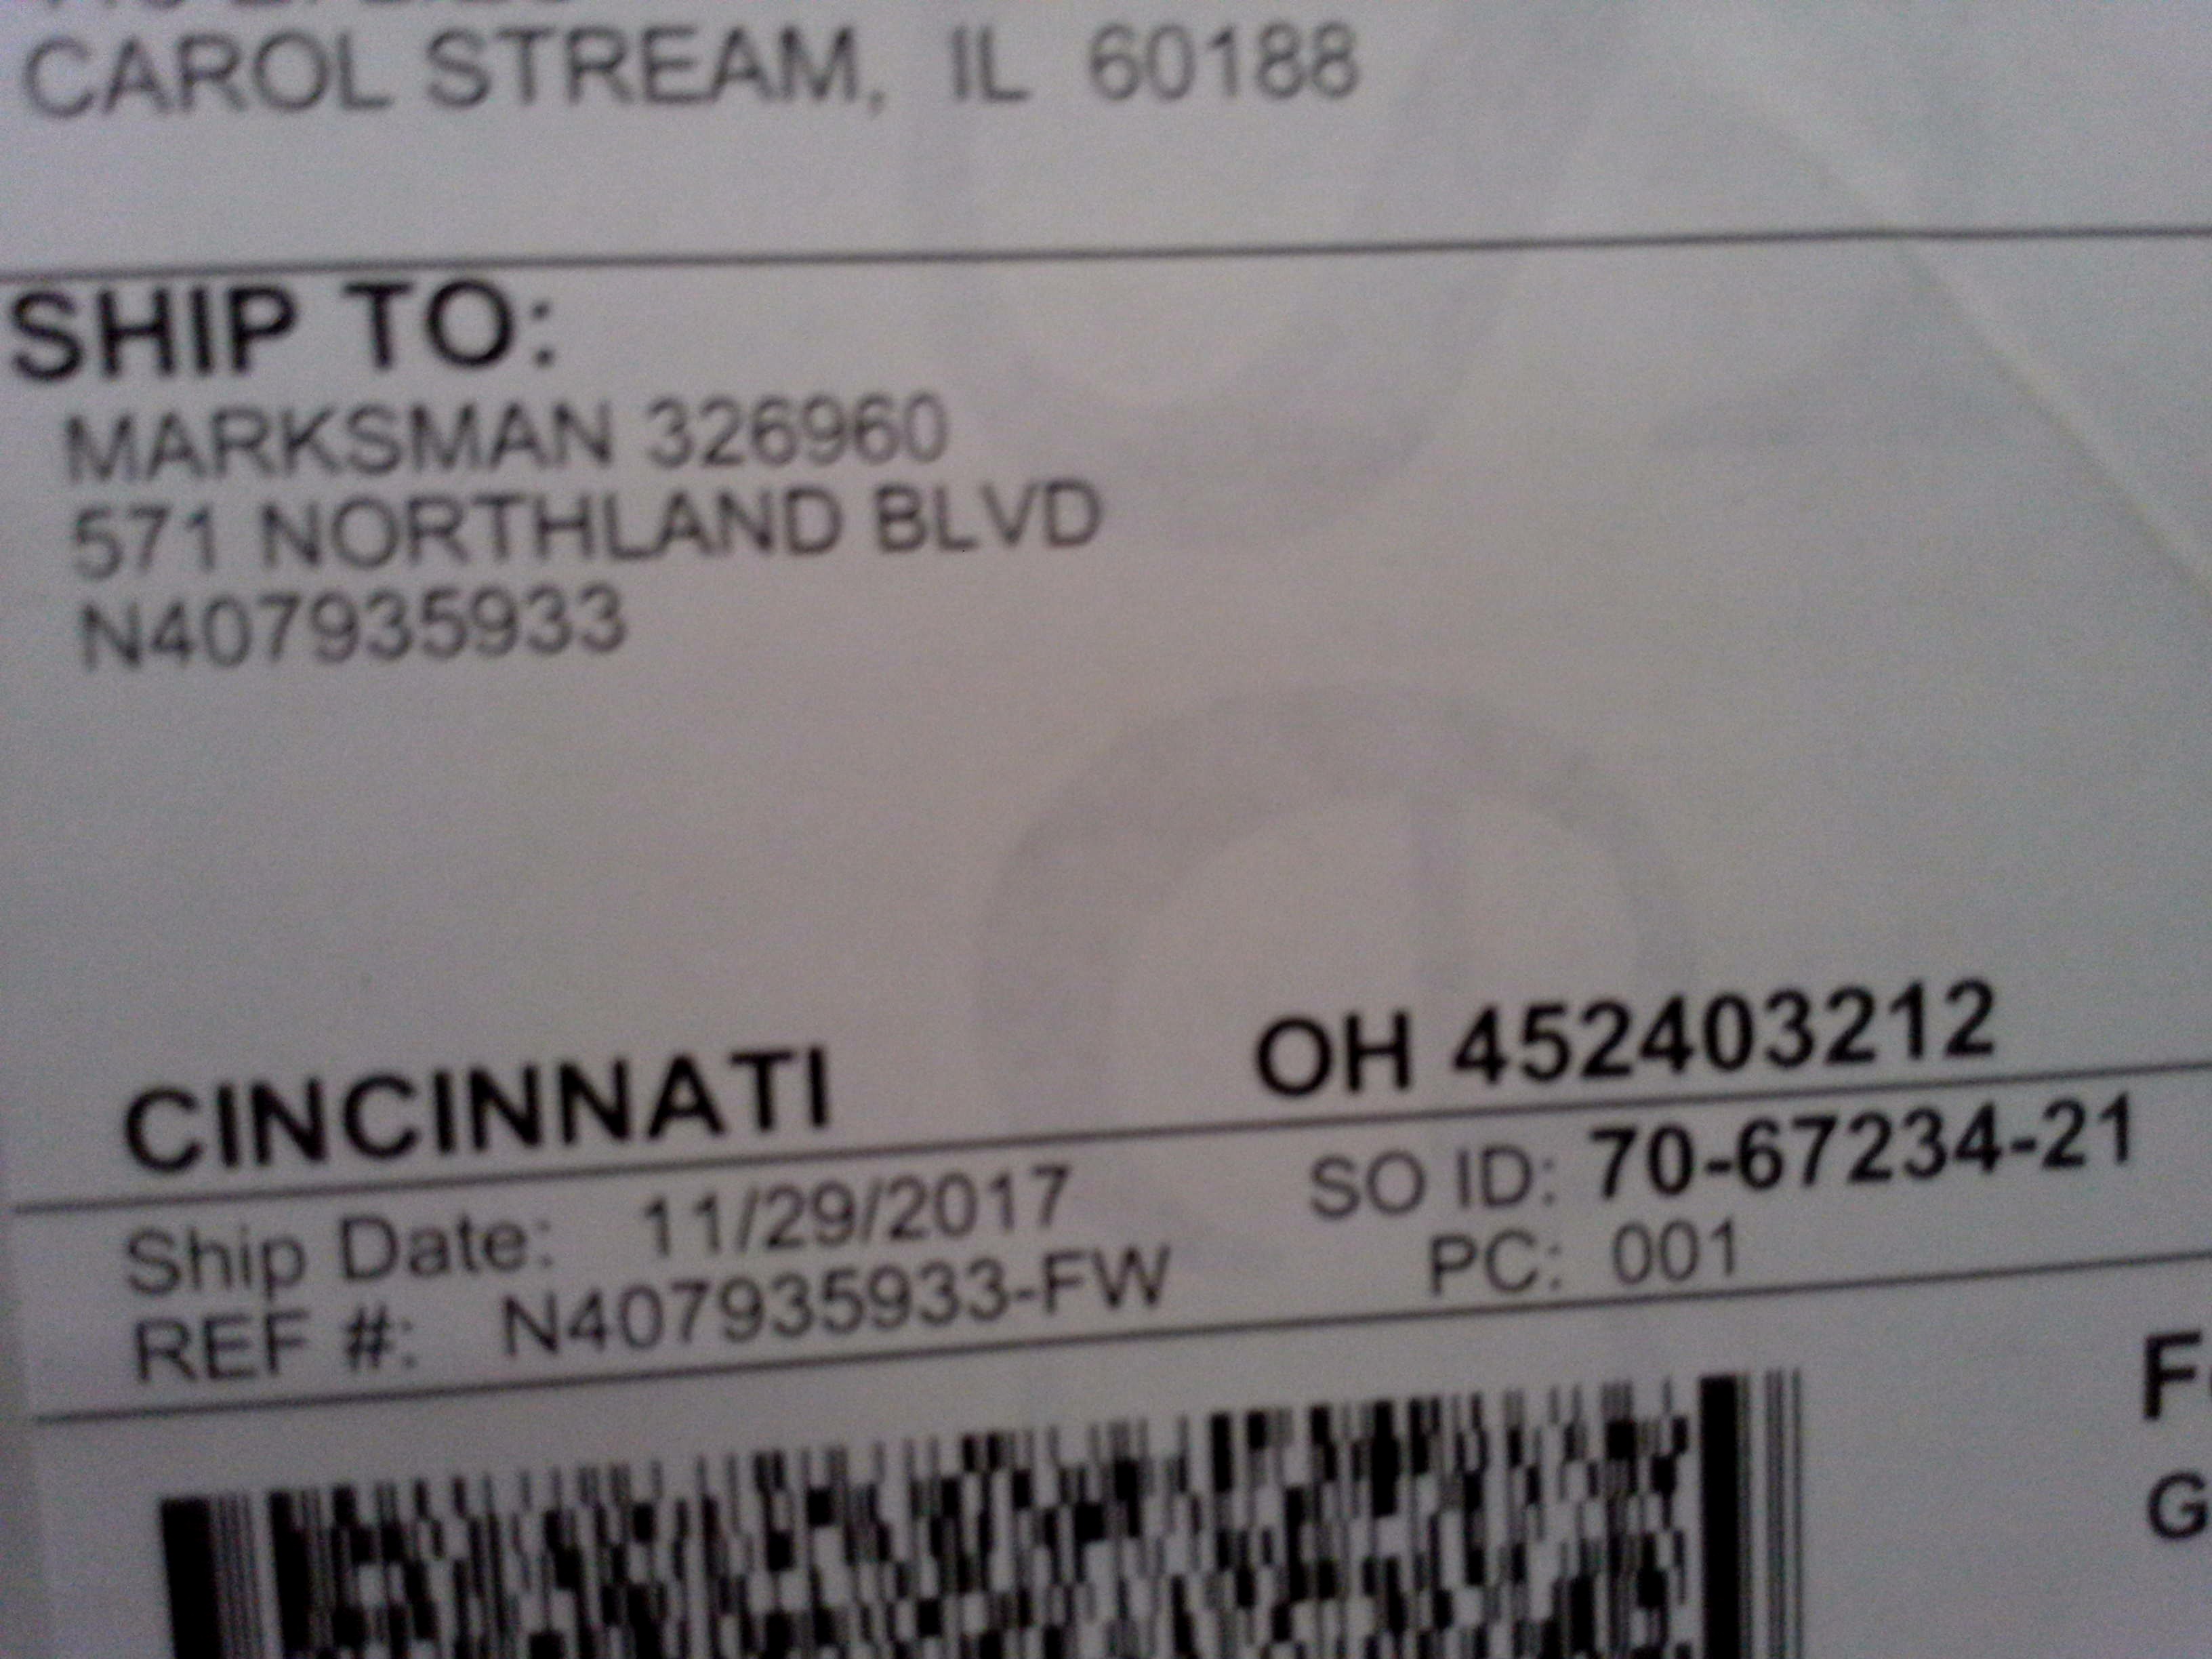 CAROL STREAM, IL 60188
SHIP TO:
MARKSMAN 326960
571 NORTHLAND BLVD
N407935933
CINCINNATI OH 452403212
Ship Date: 11/29/2017 SO ID: 70-67234-21
REF #: N407935933-FW PC: 001